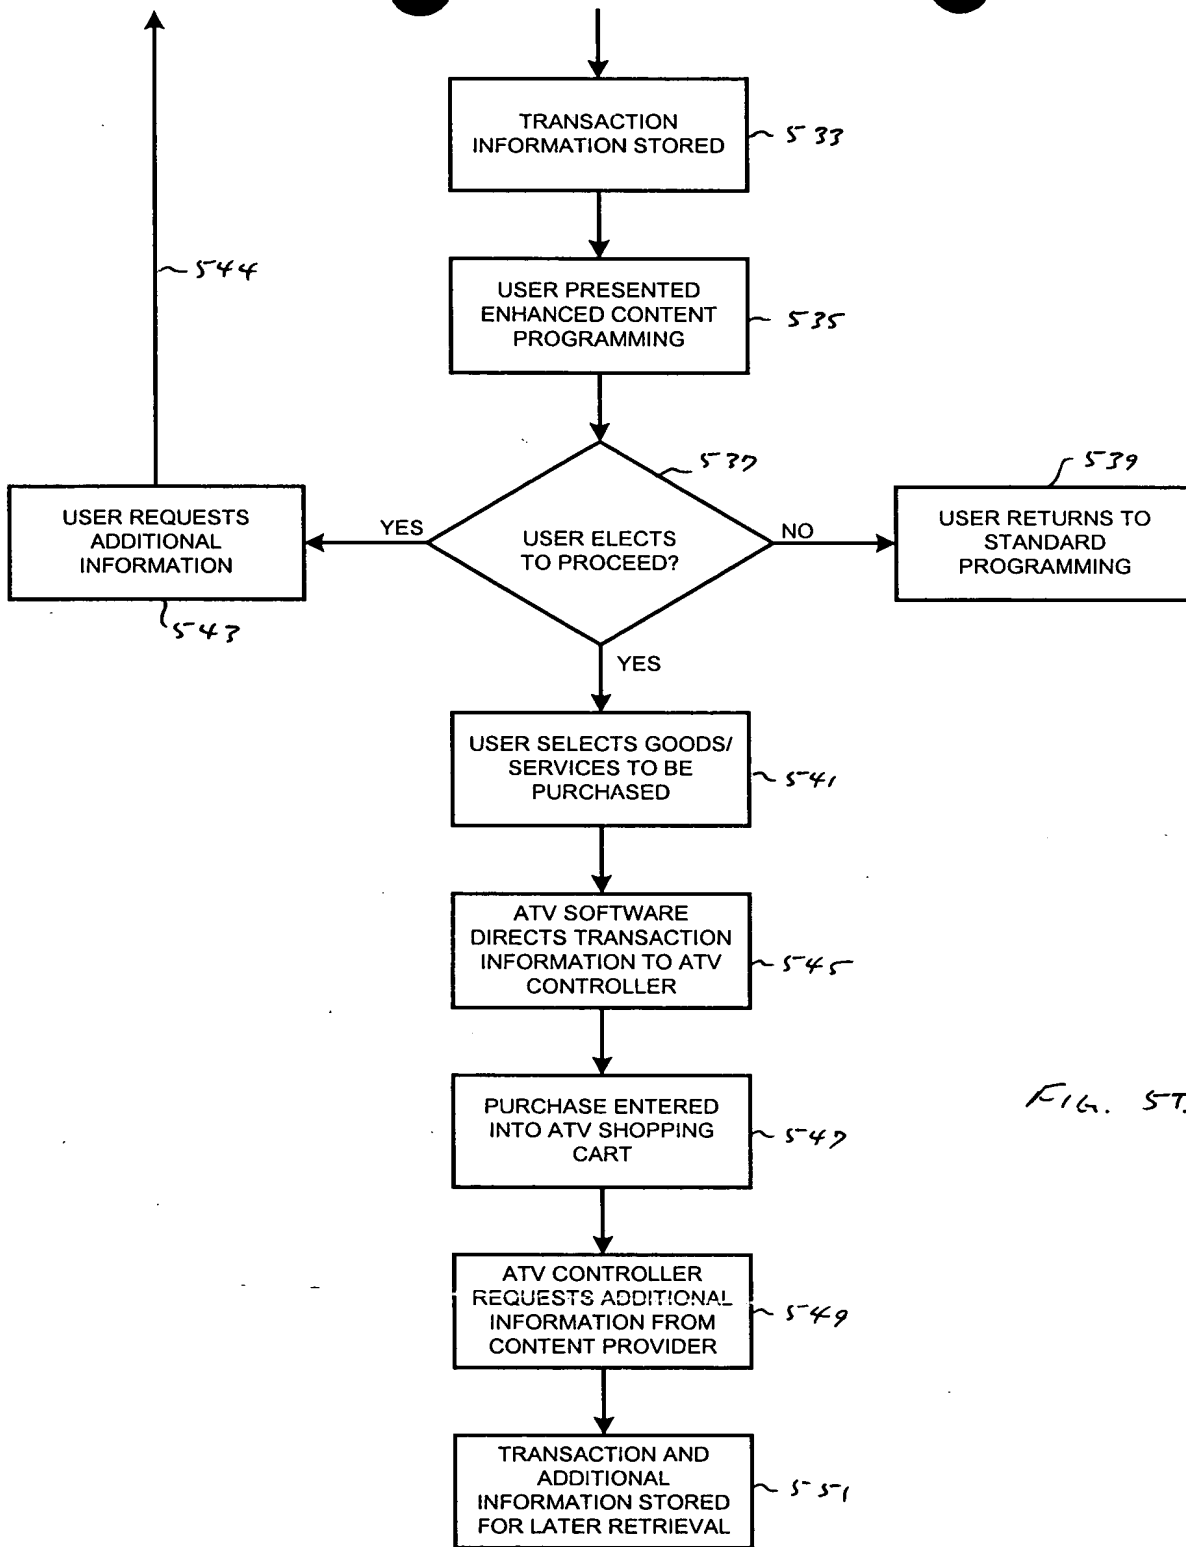 TRANSACTION
INFORMATION STORED
533
544
USER PRESENTED
ENHANCED CONTENT
PROGRAMMING
535
537
539
USER REQUESTS
ADDITIONAL
INFORMATION
YES
USER ELECTS
TO PROCEED?
NO
USER RETURNS TO
STANDARD
PROGRAMMING
543
YES
USER SELECTS GOODS/
SERVICES TO BE
PURCHASED
541
ATV SOFTWARE
DIRECTS TRANSACTION
INFORMATION TO ATV
CONTROLLER
545
PURCHASE ENTERED
INTO ATV SHOPPING
CART
547
FIG.
ATV CONTROLLER
REQUESTS ADDITIONAL
INFORMATION FROM
CONTENT PROVIDER
549
TRANSACTION AND
ADDITIONAL
INFORMATION STORED
FOR LATER RETRIEVAL
551